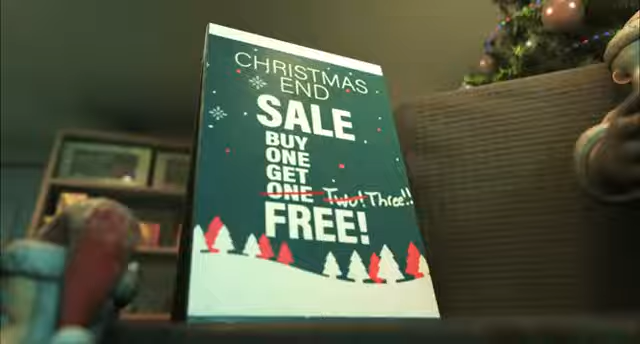 CHRISTMAS
END
SALE
BUY
ONE
GET
ONE Two! Three!!
FREE!